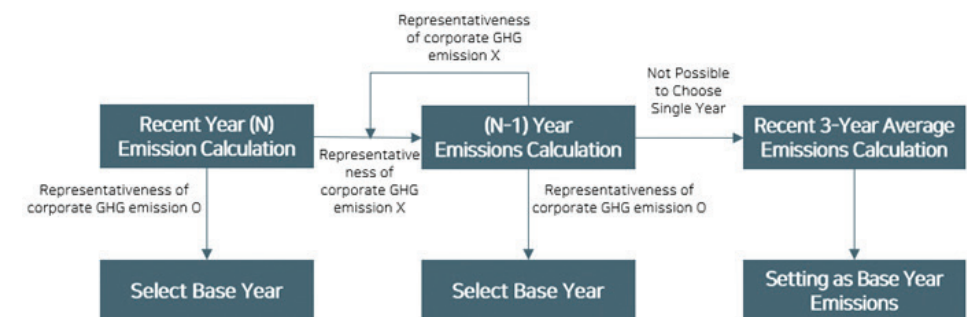 Representativeness
of corporate GHG
emission X
Not Possible
to Choose
Single Year
Recent Year (N)
Emission Calculation
(N-1) Year
Emissions Calculation
Recent 3-Year Average
Emissions Calculation
Representative
ness of
corporate GHG
emission X
Representativeness of
corporate GHG emission O
Representativeness of
corporate GHG emission O
Select Base Year
Select Base Year
Setting as Base Year
Emissions